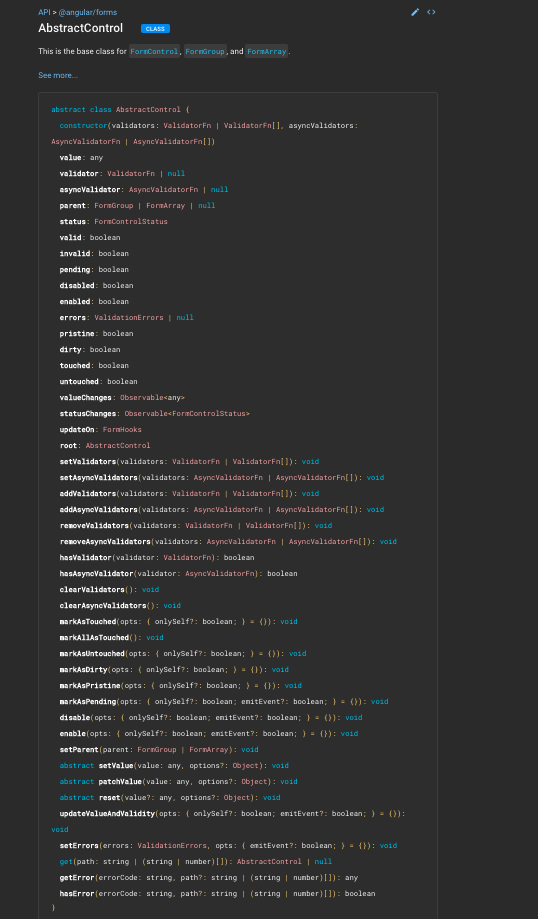 API > @angular/forms
AbstractControl CLASS
This is the base class for FormControl, FormGroup, and FormArray.
See more...
abstract class AbstractControl {
constructor(validators: ValidatorFn | ValidatorFn[], asyncValidators:
AsyncValidatorFn | AsyncValidatorFn[])
value: any
validator: ValidatorFn | null
asyncValidator: AsyncValidatorFn | null
parent: FormGroup | FormArray | null
status: FormControlStatus
valid: boolean
invalid: boolean
pending: boolean
disabled: boolean
enabled: boolean
errors: ValidationErrors | null
pristine: boolean
dirty: boolean
touched: boolean
untouched: boolean
valueChanges: Observable<any>
statusChanges: Observable<FormControlStatus>
updateOn: FormHooks
root: AbstractControl
setValidators(validators: ValidatorFn | ValidatorFn[]): void
setAsyncValidators(validators: AsyncValidatorFn | AsyncValidatorFn[]): void
addValidators(validators: ValidatorFn | ValidatorFn[]): void
addAsyncValidators(validators: AsyncValidatorFn | AsyncValidatorFn[]): void
removeValidators(validators: ValidatorFn | ValidatorFn[]): void
removeAsyncValidators(validators: AsyncValidatorFn | AsyncValidatorFn[]): void
hasValidator(validator: ValidatorFn): boolean
hasAsyncValidator(validator: AsyncValidatorFn): boolean
clearValidators(): void
clearAsyncValidators(): void
markAsTouched(opts: { onlySelf?: boolean; } = {}): void
markAllAsTouched(): void
markAsUntouched(opts: { onlySelf?: boolean; } = {}): void
markAsDirty(opts: { onlySelf?: boolean; } = {}): void
markAsPristine(opts: { onlySelf?: boolean; } = {}): void
markAsPending(opts: { onlySelf?: boolean; emitEvent?: boolean; } = {}): void
disable(opts: { onlySelf?: boolean; emitEvent?: boolean; } = {}): void
enable(opts: { onlySelf?: boolean; emitEvent?: boolean; } = {}): void
setParent(parent: FormGroup | FormArray): void
abstract setValue(value: any, options?: Object): void
abstract patchValue(value: any, options?: Object): void
abstract reset(value?: any, options?: Object): void
updateValueAndValidity(opts: { onlySelf?: boolean; emitEvent?: boolean; } = {}):
void
setErrors(errors: ValidationErrors, opts: { emitEvent?: boolean; } = {}): void
get(path: string | (string | number)[]): AbstractControl | null
getError(errorCode: string, path?: string | (string | number)[]): any
hasError(errorCode: string, path?: string | (string | number)[]): boolean
}